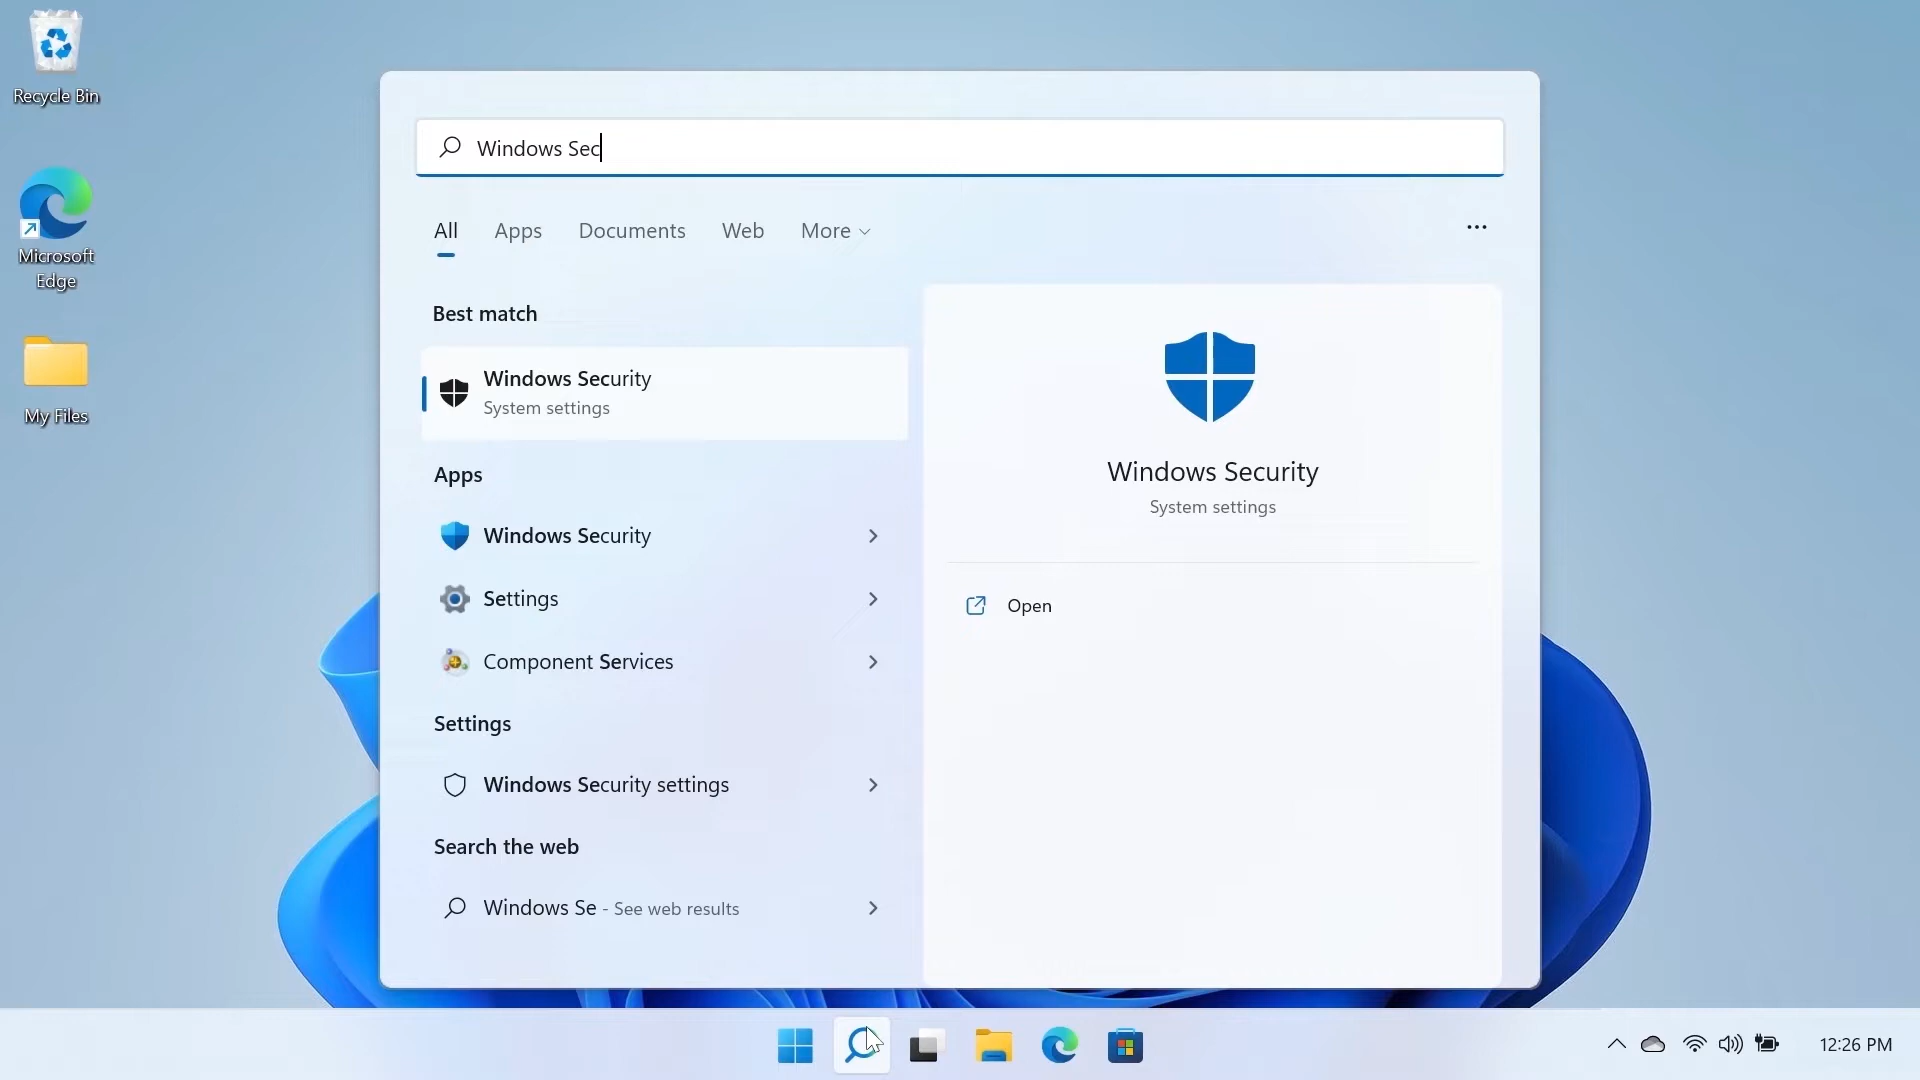 Recycle Bin
Microsoft
Edge
My Files
Windows Sec
All Apps Documents Web More
Best match
Windows Security
System settings
Apps
Windows Security
Settings
Component Services
Settings
Windows Security settings
Search the web
Windows Se - See web results
Windows Security
System settings
Open
12:26 PM